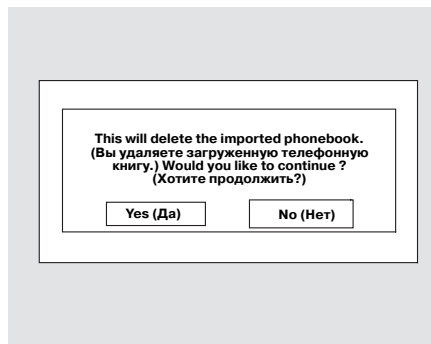 This will delete the imported phonebook.
(Вы удаляете загруженную телефонную
книгу.) Would you like to continue ?
(Хотите продолжить?)
Yes (Да)
No (Нет)